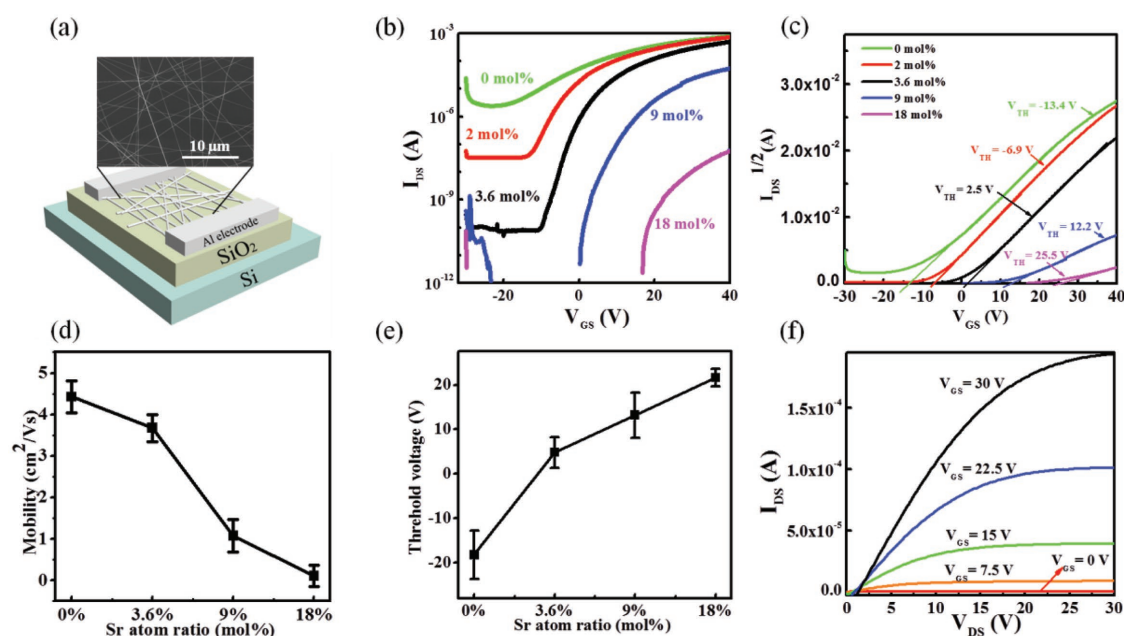 (a)
10 μm
Al electrode
SiO2
Si
(b)
10^-3
10^-6
10^-9
10^-12
IDS (A)
0 mol%
2 mol%
3.6 mol%
9 mol%
18 mol%
-20 0 20 40
VGS (V)
(c)
0 mol%
2 mol%
3.6 mol%
9 mol%
18 mol%
3.0x10^-2
2.0x10^-2
1.0x10^-2
0.0
IDS^1/2(A)
VTH = -13.4 V
VTH = -6.9 V
VTH = 2.5 V
VTH = 12.2 V
VTH = 25.5 V
-30 -20 -10 0 10 20 30 40
VGS (V)
(d)
5
4
3
2
1
0
Mobility (cm^2/Vs)
0% 3.6% 9% 18%
Sr atom ratio (mol%)
(e)
20
10
0
-10
-20
Threhold voltage (V)
0% 3.6% 9% 18%
Sr atom ratio (mol%)
(f)
1.5x10^-4
1.0x10^-4
5.0x10^-5
0.0
IDS (A)
VGS = 30 V
VGS = 22.5 V
VGS = 15 V
VGS = 7.5 V
VGS = 0 V
0 5 10 15 20 25 30
VDS (V)